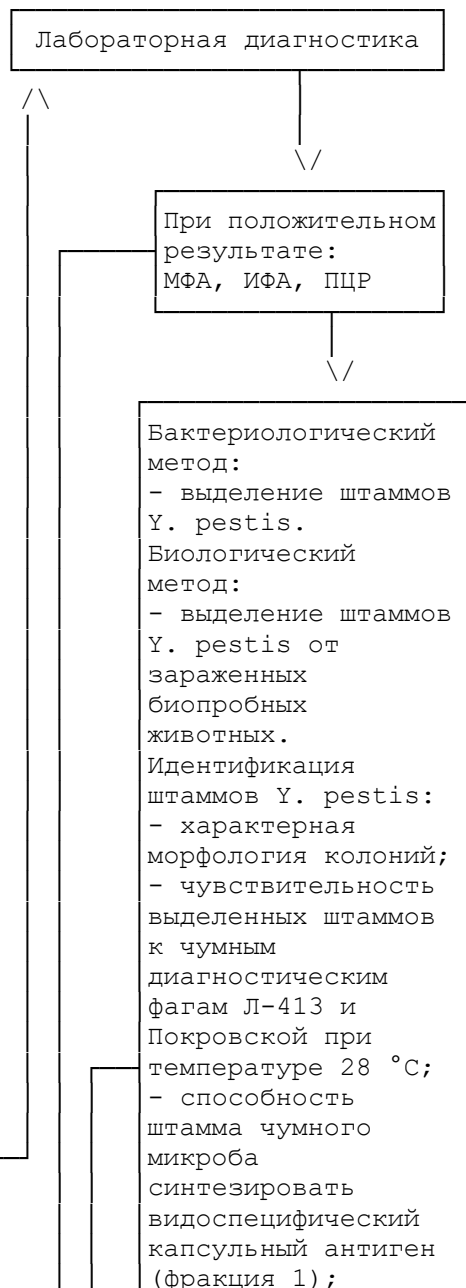 Лабораторная диагностика
/\
\/
При положительном
результате:
МФА, ИФА, ПЦР
\/
Бактериологический
метод:
- выделение штаммов
Y. pestis.
Биологический
метод:
- выделение штаммов
Y. pestis от
зараженных
биопробных
животных.
Идентификация
штаммов Y. pestis:
- характерная
морфология колоний;
- чувствительность
выделенных штаммов
к чумным
диагностическим
фагам Л-413 и
Покровской при
температуре 28 °C;
- способность
штамма чумного
микроба
синтезировать
видоспецифический
капсульный антиген
(фракция 1);